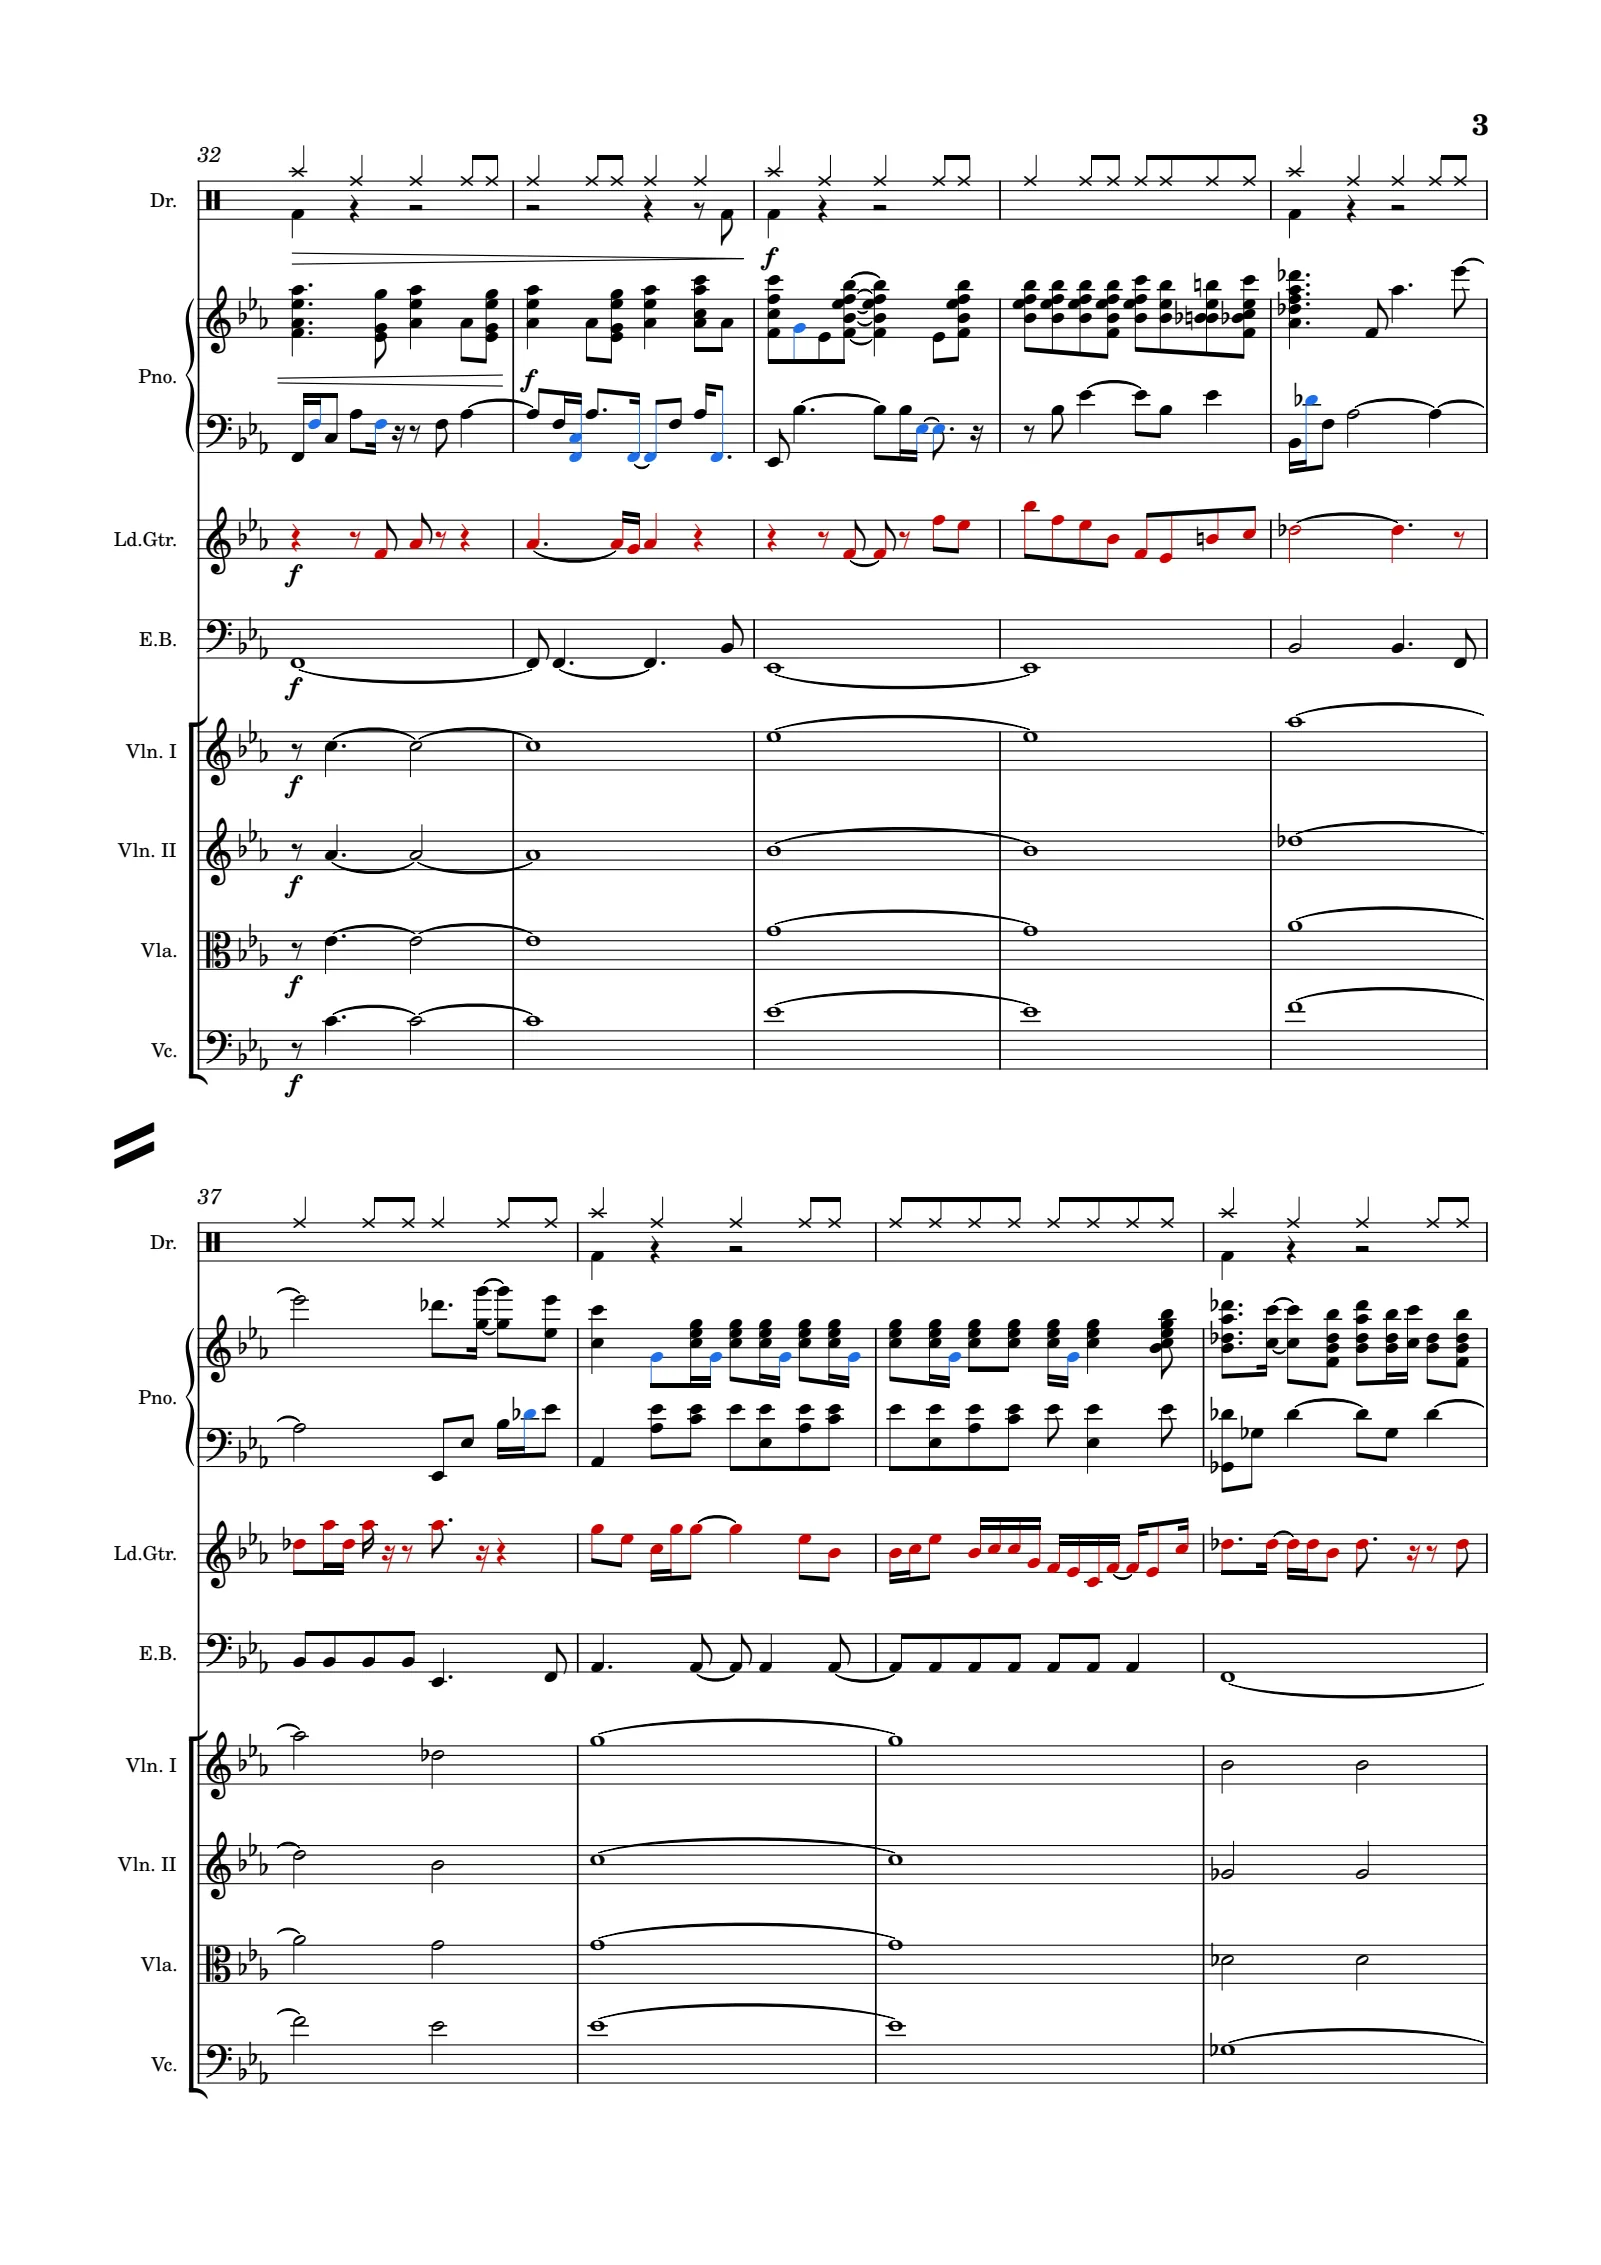 3
32
Dr.
f
Pno.
f
Ld.Gtr.
f
E.B.
f
Vln. I
f
Vln. II
f
Vla.
f
Vc.
f
37
Dr.
Pno.
Ld.Gtr.
E.B.
Vln. I
Vln. II
Vla.
Vc.